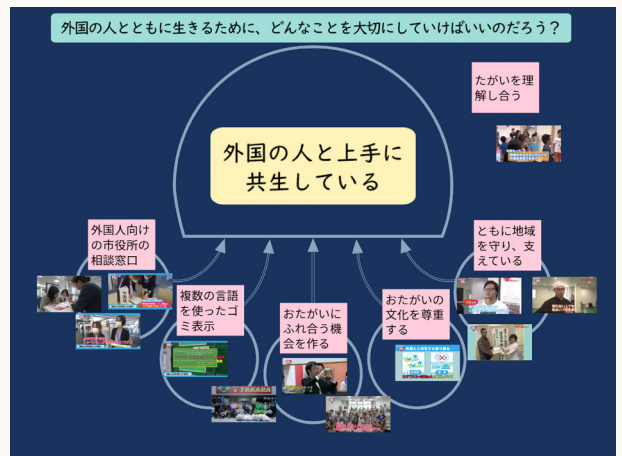 外国の人とともに生きるために、どんなことを大切にしていけばいいのだろう？
たがいを理
解し合う
外国の人と上手に
共生している
外国人向け
の市役所の
相談窓口
ともに地域
を守り、支
えている
複数の言語
を使ったゴ
ミ表示
おたがいに
ふれ合う機
会を作る
おたがいの
文化を尊重
する
TAKARA